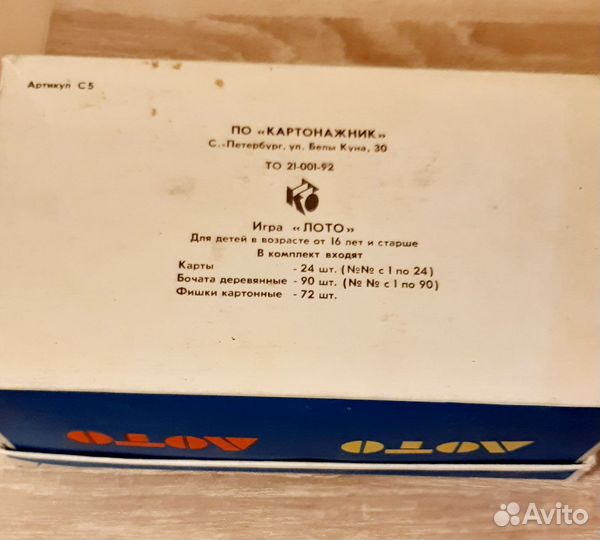 Артикул С5
ПО «КАРТОНАЖНИК»
С.-Петербург, ул. Белы Куна, 30
ТО 21-001-92
Игра «ЛОТО»
Для детей в возрасте от 16 лет и старше
В комплект входят
Карты - 24 шт. (№№ с 1 по 24)
Бочата деревянные - 90 шт. (№ № с 1 по 90)
Фишки картонные - 72 шт.
ЛОТО ЛОТО
Avito